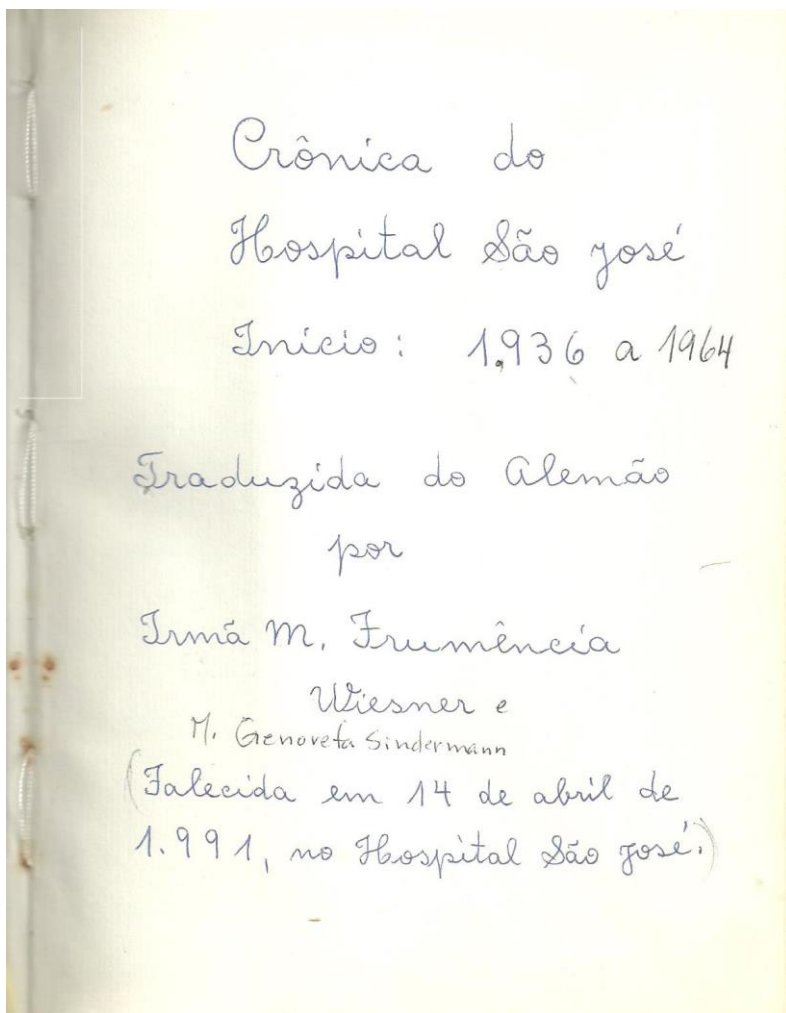 Crônica do
Hospital São José
Início: 1.936 a 1964
Traduzida do Alemão
por
Irmã M. Frumência
Wiesner e
M. Genoveta Sindermann
(Falecida em 14 de abril de
1.991, no Hospital São José.)